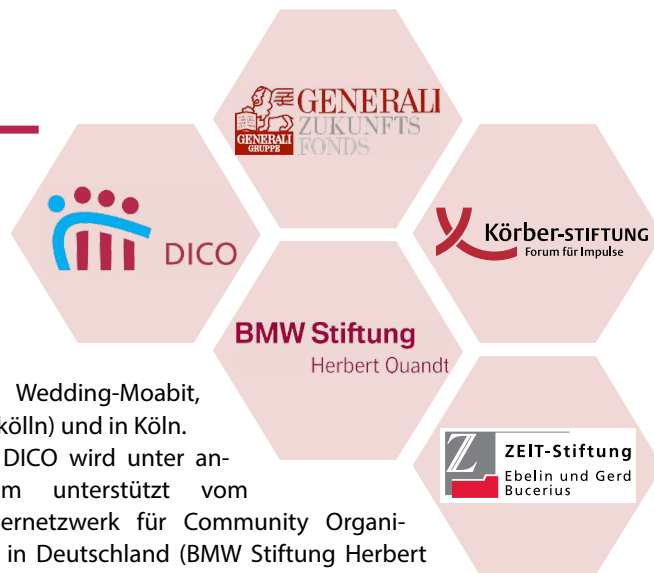 GENERALI
ZUKUNFTS
FONDS
GENERALI
GRUPPE
DICO
Körber-STIFTUNG
Forum für Impulse
BMW Stiftung
Herbert Quandt
ZEIT-Stiftung
Ebelin und Gerd
Bucerius
Wedding-Moabit,
kölln) und in Köln.
DICO wird unter an-
m unterstützt vom
ernetzwerk für Community Organi-
in Deutschland (BMW Stiftung Herbert